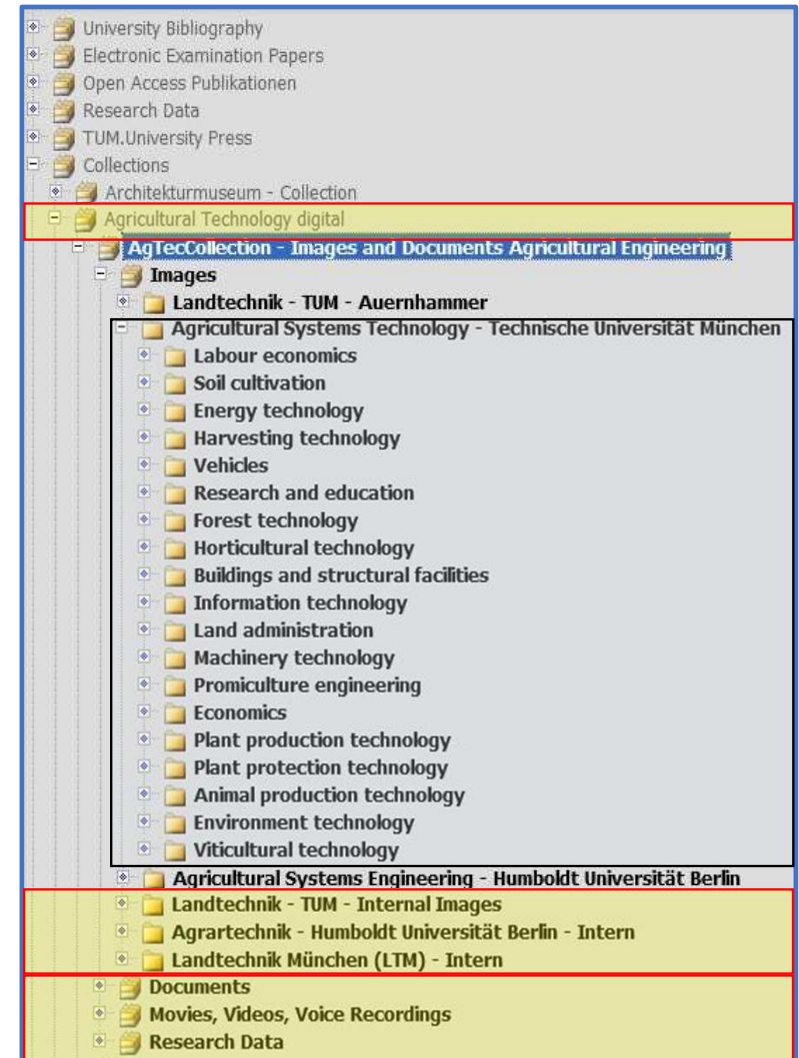 University Bibliography
Electronic Examination Papers
Open Access Publikationen
Research Data
TUM.University Press
Collections
Architekturmuseum - Collection
Agricultural Technology digital
AgTecCollection - Images and Documents Agricultural Engineering
Images
Landtechnik - TUM - Auernhammer
Agricultural Systems Technology - Technische Universität München
Labour economics
Soil cultivation
Energy technology
Harvesting technology
Vehicles
Research and education
Forest technology
Horticultural technology
Buildings and structural facilities
Information technology
Land administration
Machinery technology
Promiculture engineering
Economics
Plant production technology
Plant protection technology
Animal production technology
Environment technology
Viticultural technology
Agricultural Systems Engineering - Humboldt Universität Berlin
Landtechnik - TUM - Internal Images
Agrartechnik - Humboldt Universität Berlin - Intern
Landtechnik München (LTM) - Intern
Documents
Movies, Videos, Voice Recordings
Research Data